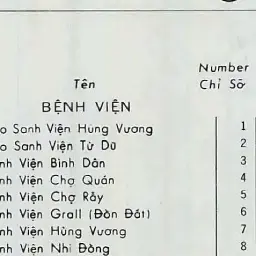 Number
Tên Chỉ Số
BỆNH VIỆN
o Sanh Viện Hùng Vương 1
o Sanh Viện Từ Dũ 2
nh Viện Bình Dân 3
nh Viện Chợ Quán 4
nh Viện Chợ Rẫy 5
nh Viện Grall (Đồn Đất) 6
nh Viện Hùng Vương 7
nh Viện Nhi Đồng 8